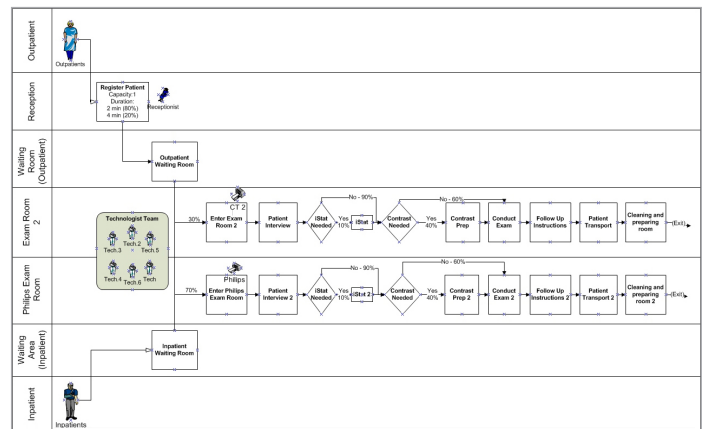 Outpatient
Outpatients
Reception
Register Patient
Capacity:1
Duration:
2 min (80%)
4 min (20%)
Receptionist
Waiting
Room
(Outpatient)
Outpatient
Waiting Room
Exam Room
2
Technologist Team
Tech.2
Tech.3
Tech.5
Tech.4
Tech.6
Tech
30%
CT 2
Enter Exam
Room 2
Patient
Interview
iStat
Needed
No - 90%
Yes
10%
iStat
Contrast
Needed
No - 60%
Yes
40%
Contrast
Prep
Conduct
Exam
Follow Up
Instructions
Patient
Transport
Cleaning and
preparing
room
(Exit)
Philips Exam
Room
70%
Philips
Enter Philips
Exam Room
Patient
Interview 2
iStat
Needed
No - 90%
Yes
10%
iStat 2
Contrast
Needed
No - 60%
Yes
40%
Contrast
Prep 2
Conduct
Exam 2
Follow Up
Instructions 2
Patient
Transport 2
Cleaning and
preparing
room 2
(Exit)
Waiting
Area
(Inpatient)
Inpatient
Waiting Room
Inpatient
Inpatients